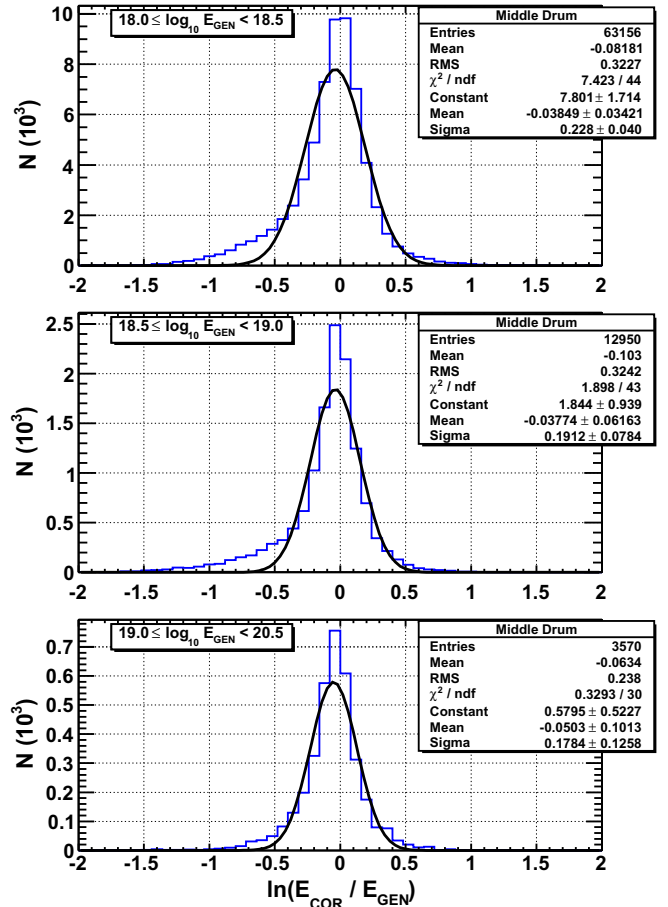 18.0 ≤ log₁₀ E_GEN < 18.5
Middle Drum
Entries 63156
Mean -0.08181
RMS 0.3227
χ² / ndf 7.423 / 44
Constant 7.801 ± 1.714
Mean -0.03849 ± 0.03421
Sigma 0.228 ± 0.040
N (10³)
10
8
6
4
2
0
-2 -1.5 -1 -0.5 0 0.5 1 1.5 2
18.5 ≤ log₁₀ E_GEN < 19.0
Middle Drum
Entries 12950
Mean -0.103
RMS 0.3242
χ² / ndf 1.898 / 43
Constant 1.844 ± 0.939
Mean -0.03774 ± 0.06163
Sigma 0.1912 ± 0.0784
N (10³)
2.5
2
1.5
1
0.5
0
-2 -1.5 -1 -0.5 0 0.5 1 1.5 2
19.0 ≤ log₁₀ E_GEN < 20.5
Middle Drum
Entries 3570
Mean -0.0634
RMS 0.238
χ² / ndf 0.3293 / 30
Constant 0.5795 ± 0.5227
Mean -0.0503 ± 0.1013
Sigma 0.1784 ± 0.1258
N (10³)
0.7
0.6
0.5
0.4
0.3
0.2
0.1
0
-2 -1.5 -1 -0.5 0 0.5 1 1.5 2
ln(E_COR / E_GEN)